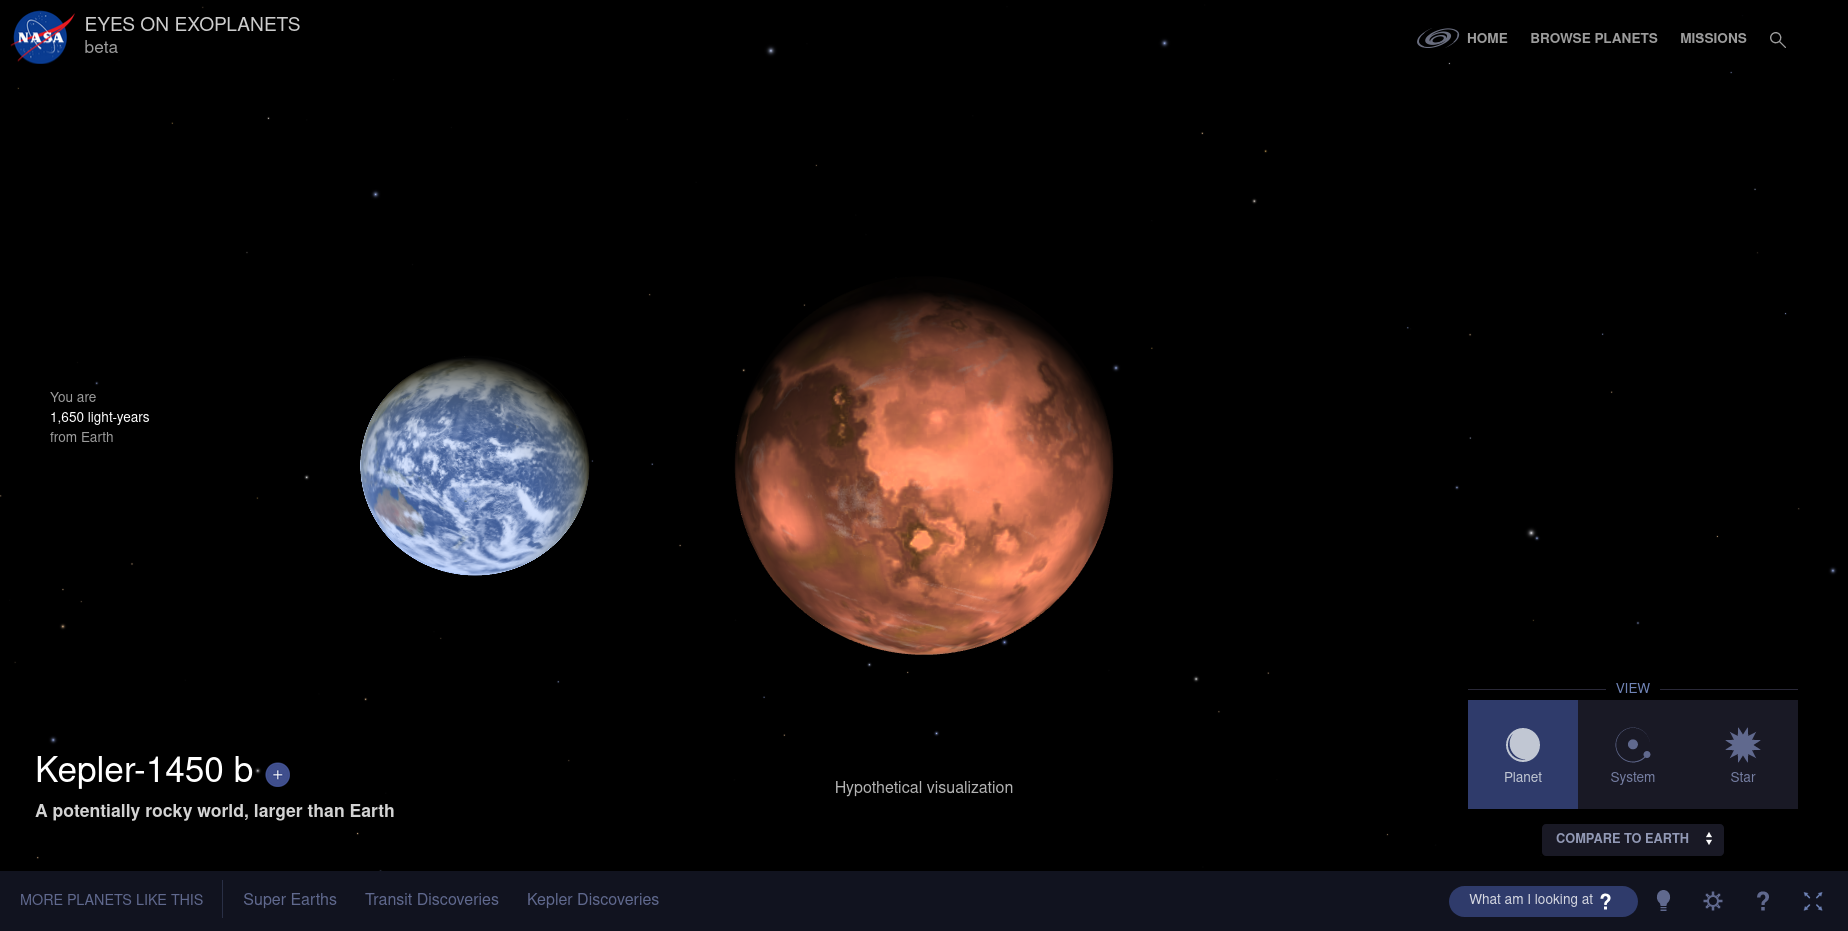 NASA
EYES ON EXOPLANETS
beta
HOME
BROWSE PLANETS
MISSIONS
You are
1,650 light-years
from Earth
Kepler-1450 b
+
A potentially rocky world, larger than Earth
Hypothetical visualization
VIEW
Planet
System
Star
COMPARE TO EARTH
MORE PLANETS LIKE THIS
Super Earths
Transit Discoveries
Kepler Discoveries
What am I looking at ?
?